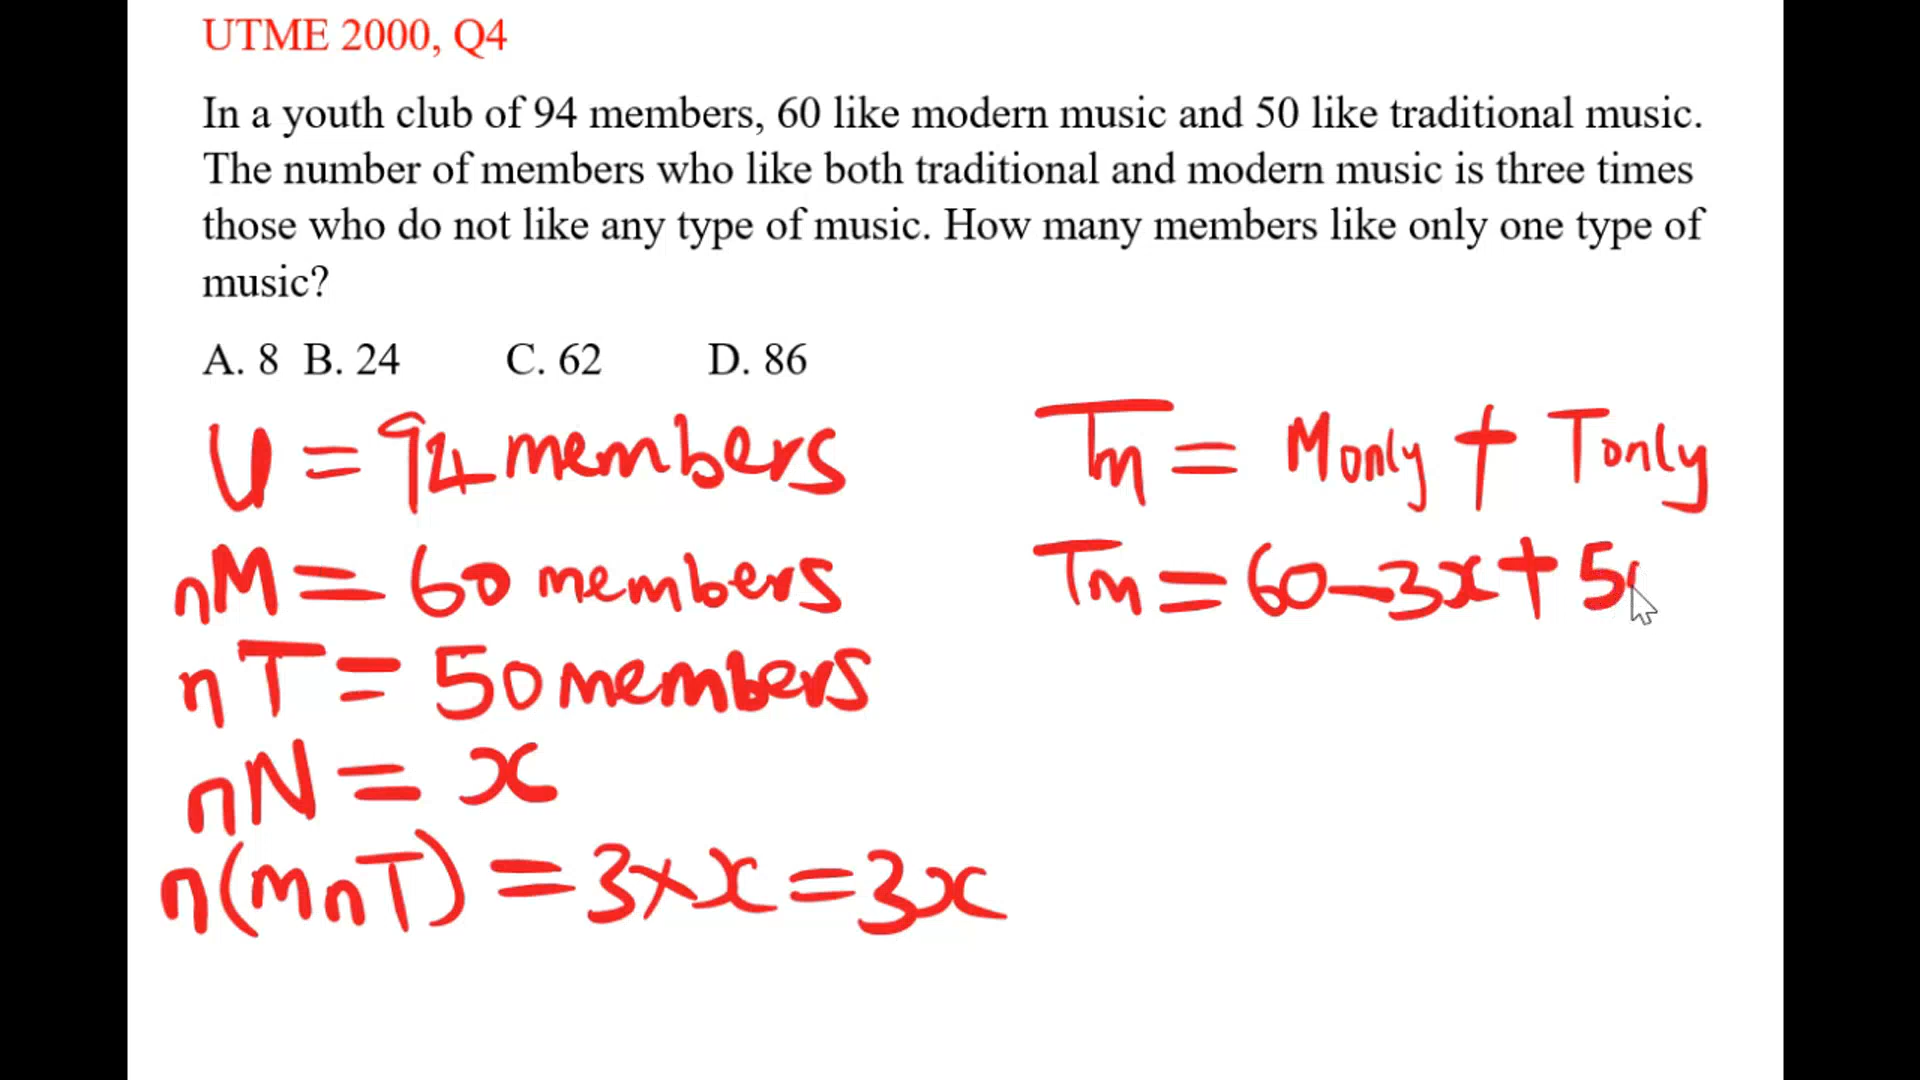 UTME 2000, Q4
In a youth club of 94 members, 60 like modern music and 50 like traditional music.
The number of members who like both traditional and modern music is three times
those who do not like any type of music. How many members like only one type of
music?
A. 8 B. 24 C. 62 D. 86
U = 94 members
nM = 60 members
nT = 50 members
nN = x
n(MnT) = 3 × x = 3x
Tm = M only + T only
Tm = 60 - 3x + 5